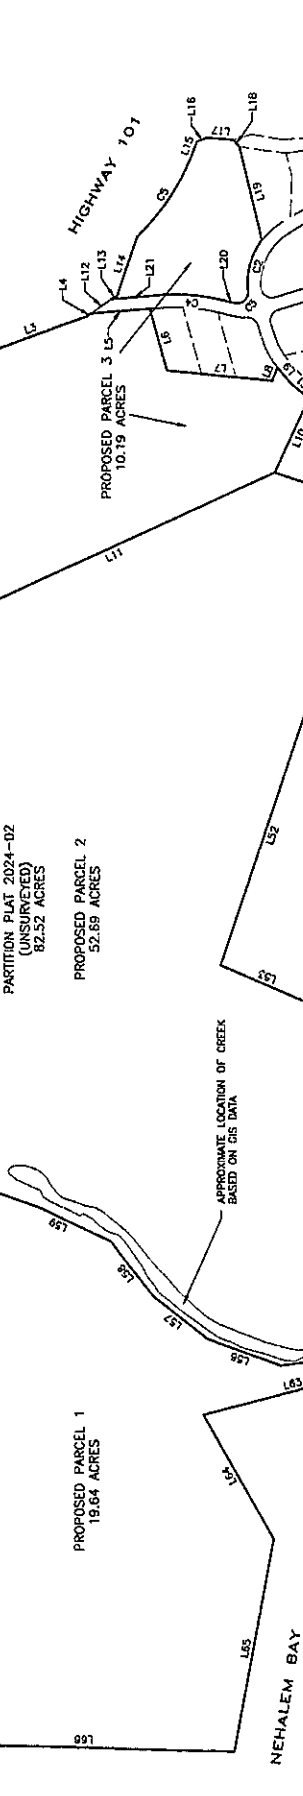 HIGHWAY 101
L16
L15
L17
L18
C5
L19
L14
L13
L12
L4
L3
L21
L5
L20
C4
C3
C2
L6
L7
L8
L9
L10
PROPOSED PARCEL 3
10.19 ACRES
L11
PARTITION PLAT 2024-02
(UNSURVEYED)
82.52 ACRES
PROPOSED PARCEL 2
52.69 ACRES
L52
L53
APPROXIMATE LOCATION OF CREEK
BASED ON GIS DATA
L59
L58
L57
L56
L63
L64
PROPOSED PARCEL 1
19.64 ACRES
L65
L66
NEHALEM BAY